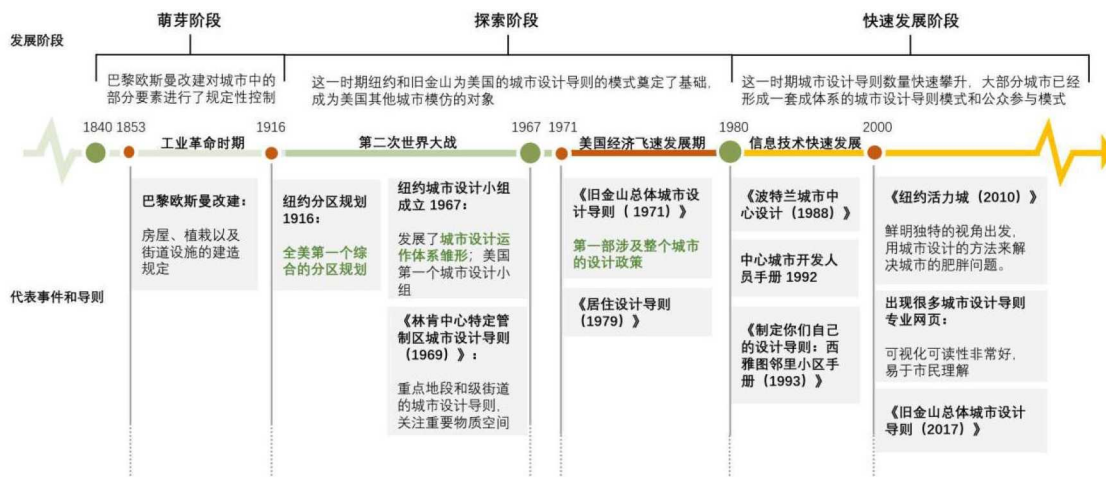 萌芽阶段
探索阶段
快速发展阶段
发展阶段
巴黎欧斯曼改建对城市中的
部分要素进行了规定性控制
这一时期纽约和旧金山为美国的城市设计导则的模式奠定了基础，
成为美国其他城市模仿的对象
这一时期城市设计导则数量快速攀升，大部分城市已经
形成一套成体系的城市设计导则模式和公众参与模式
1840 1853 1916 1967 1971 1980 2000
工业革命时期
第二次世界大战
美国经济飞速发展期
信息技术快速发展
代表事件和导则
巴黎欧斯曼改建：
房屋、植栽以及
街道设施的建造
规定
纽约分区规划
1916：
全美第一个综
合的分区规划
纽约城市设计小组
成立 1967：
发展了城市设计运
作体系雏形；美国
第一个城市设计小
组
《林肯中心特定管
制区城市设计导则
（1969）》：
重点地段和级街道
的城市设计导则，
关注重要物质空间
《旧金山总体城市设
计导则（ 1971）》
第一部涉及整个城市
的设计政策
《居住设计导则
（1979）》
《波特兰城市中
心设计（1988）》
中心城市开发人
员手册 1992
《制定你们自己
的设计导则：西
雅图邻里小区手
册（1993）》
《纽约活力城（2010）》
鲜明独特的视角出发，
用城市设计的方法来解
决城市的肥胖问题。
出现很多城市设计导则
专业网页：
可视化可读性非常好，
易于市民理解
《旧金山总体城市设计
导则（2017）》